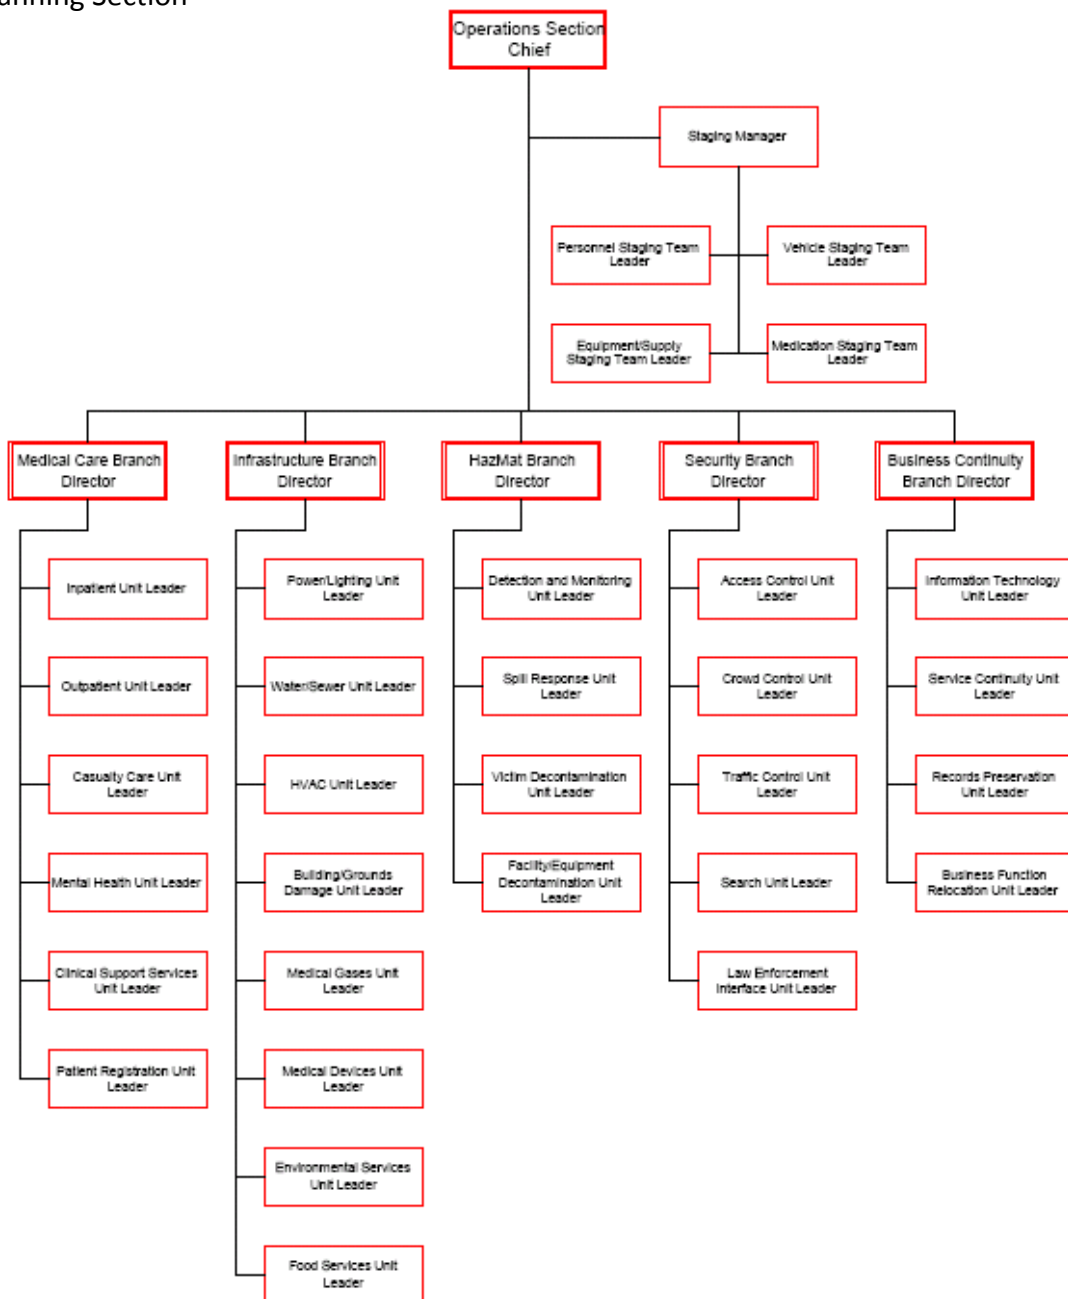 nning Section
Operations Section
Chief
Staging Manager
Personnel Staging Team
Leader
Vehicle Staging Team
Leader
Equipment/Supply
Staging Team Leader
Medication Staging Team
Leader
Medical Care Branch
Director
Infrastructure Branch
Director
HazMat Branch
Director
Security Branch
Director
Business Continuity
Branch Director
Inpatient Unit Leader
Outpatient Unit Leader
Casualty Care Unit
Leader
Mental Health Unit Leader
Clinical Support Services
Unit Leader
Patient Registration Unit
Leader
Power/Lighting Unit
Leader
Water/Sewer Unit Leader
HVAC Unit Leader
Building/Grounds
Damage Unit Leader
Medical Gases Unit
Leader
Medical Devices Unit
Leader
Environmental Services
Unit Leader
Food Services Unit
Leader
Detection and Monitoring
Unit Leader
Spill Response Unit
Leader
Victim Decontamination
Unit Leader
Facility/Equipment
Decontamination Unit
Leader
Access Control Unit
Leader
Crowd Control Unit
Leader
Traffic Control Unit
Leader
Search Unit Leader
Law Enforcement
Interface Unit Leader
Information Technology
Unit Leader
Service Continuity Unit
Leader
Records Preservation
Unit Leader
Business Function
Relocation Unit Leader